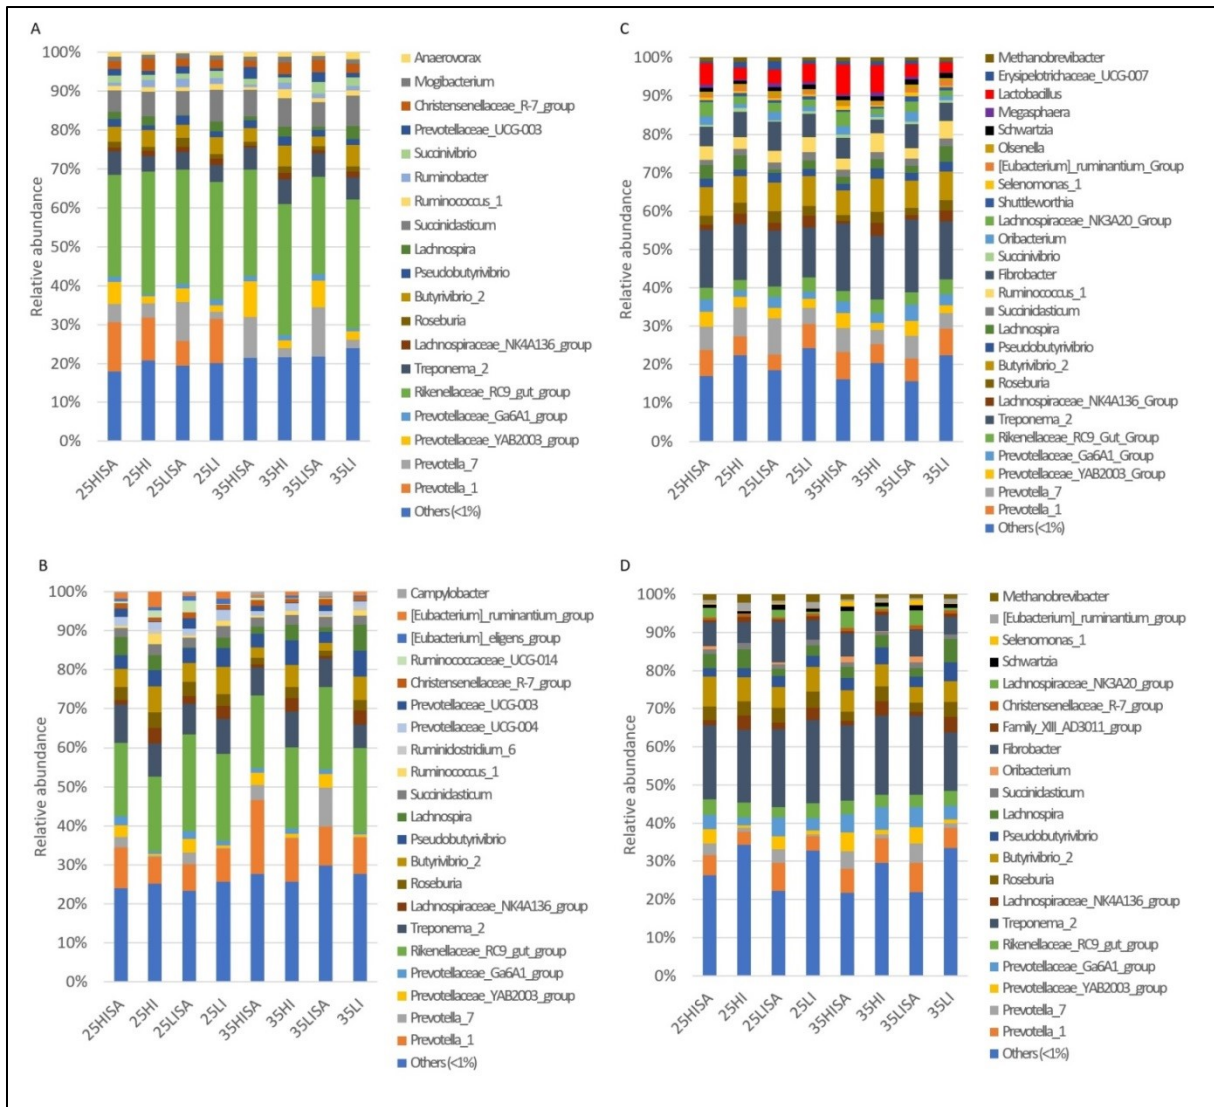 A
Relative abundance
100%
90%
80%
70%
60%
50%
40%
30%
20%
10%
0%
25HISA
25HI
25LISA
25LI
35HISA
35HI
35LISA
35LI
Anaerovorax
Mogibacterium
Christensenellaceae_R-7_group
Prevotellaceae_UCG-003
Succinivibrio
Ruminobacter
Ruminococcus_1
Succinidasticum
Lachnospira
Pseudobutyrivibrio
Butyrivibrio_2
Roseburia
Lachnospiraceae_NK4A136_group
Treponema_2
Rikenellaceae_RC9_gut_group
Prevotellaceae_Ga6A1_group
Prevotellaceae_YAB2003_group
Prevotella_7
Prevotella_1
Others (<1%)
C
Relative abundance
100%
90%
80%
70%
60%
50%
40%
30%
20%
10%
0%
25HISA
25HI
25LISA
25LI
35HISA
35HI
35LISA
35LI
Methanobrevibacter
Erysipelotrichaceae_UCG-007
Lactobacillus
Megasphaera
Schwartzia
Olsenella
[Eubacterium]_ruminantium_Group
Selenomonas_1
Shuttleworthia
Lachnospiraceae_NK3A20_Group
Oribacterium
Succinivibrio
Fibrobacter
Ruminococcus_1
Succinidasticum
Lachnospira
Pseudobutyrivibrio
Butyrivibrio_2
Roseburia
Lachnospiraceae_NK4A136_Group
Treponema_2
Rikenellaceae_RC9_Gut_Group
Prevotellaceae_Ga6A1_Group
Prevotellaceae_YAB2003_Group
Prevotella_7
Prevotella_1
Others (<1%)
B
Relative abundance
100%
90%
80%
70%
60%
50%
40%
30%
20%
10%
0%
25HISA
25HI
25LISA
25LI
35HISA
35HI
35LISA
35LI
Campylobacter
[Eubacterium]_ruminantium_group
[Eubacterium]_eligens_group
Ruminococcaceae_UCG-014
Christensenellaceae_R-7_group
Prevotellaceae_UCG-003
Prevotellaceae_UCG-004
Ruminidostridium_6
Ruminococcus_1
Succinidasticum
Lachnospira
Pseudobutyrivibrio
Butyrivibrio_2
Roseburia
Lachnospiraceae_NK4A136_group
Treponema_2
Rikenellaceae_RC9_gut_group
Prevotellaceae_Ga6A1_group
Prevotellaceae_YAB2003_group
Prevotella_7
Prevotella_1
Others (<1%)
D
Relative abundance
100%
90%
80%
70%
60%
50%
40%
30%
20%
10%
0%
25HISA
25HI
25LISA
25LI
35HISA
35HI
35LISA
35LI
Methanobrevibacter
[Eubacterium]_ruminantium_group
Selenomonas_1
Schwartzia
Lachnospiraceae_NK3A20_group
Christensenellaceae_R-7_group
Family_XIII_AD3011_group
Fibrobacter
Oribacterium
Succinidasticum
Lachnospira
Pseudobutyrivibrio
Butyrivibrio_2
Roseburia
Lachnospiraceae_NK4A136_group
Treponema_2
Rikenellaceae_RC9_gut_group
Prevotellaceae_Ga6A1_group
Prevotellaceae_YAB2003_group
Prevotella_7
Prevotella_1
Others (<1%)